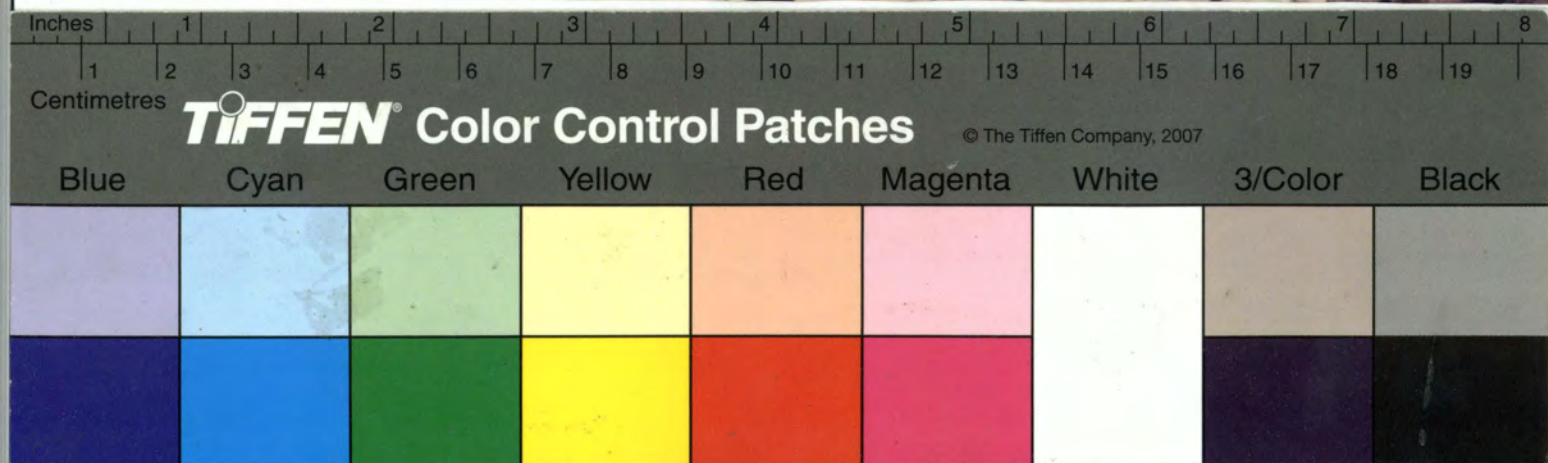 Inches 1 2 3 4 5 6 7 8
1 2 3 4 5 6 7 8 9 10 11 12 13 14 15 16 17 18 19
Centimetres
TIFFEN® Color Control Patches © The Tiffen Company, 2007
Blue Cyan Green Yellow Red Magenta White 3/Color Black